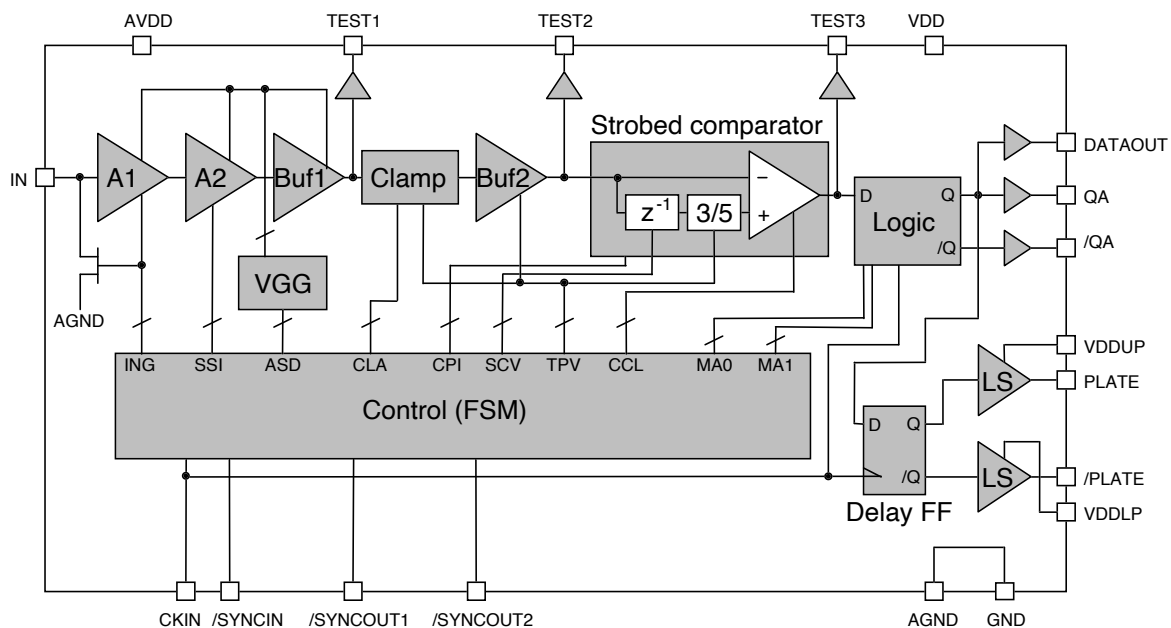 AVDD TEST1 TEST2 TEST3 VDD
Strobed comparator
DATAOUT
IN A1 A2 Buf1 Clamp Buf2 − D Q QA
z-1 3/5 + Logic
/Q /QA
VGG
AGND
VDDUP
ING SSI ASD CLA CPI SCV TPV CCL MA0 MA1 LS PLATE
Control (FSM)
D Q
/Q LS /PLATE
Delay FF VDDLP
CKIN /SYNCIN /SYNCOUT1 /SYNCOUT2 AGND GND